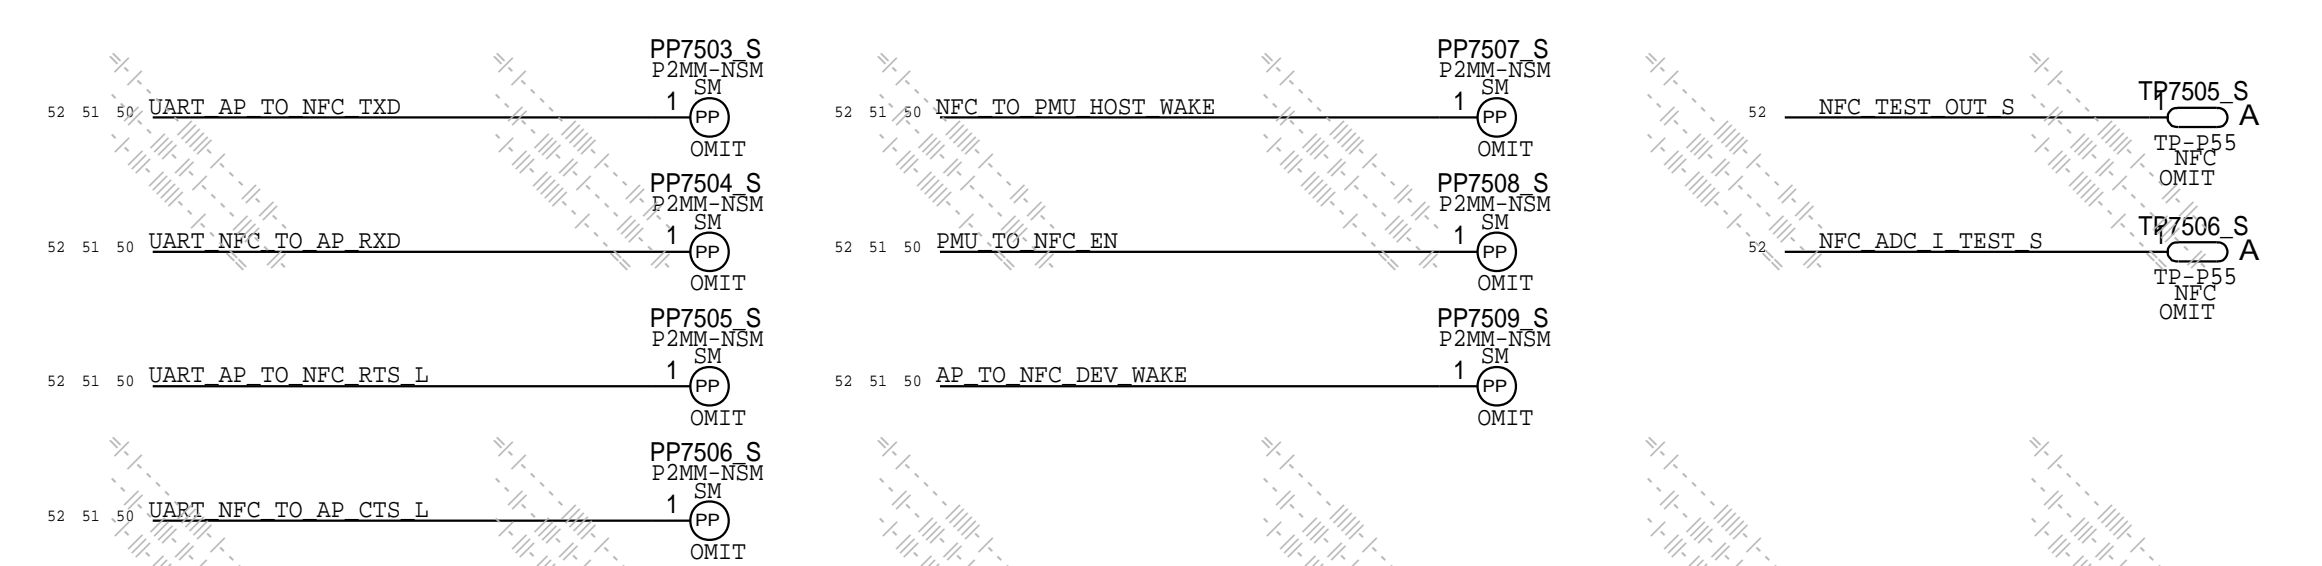 PP7503_S
P2MM-NSM
SM
52 51 50 UART_AP_TO_NFC_TXD 1 PP
OMIT
PP7504_S
P2MM-NSM
SM
52 51 50 UART_NFC_TO_AP_RXD 1 PP
OMIT
PP7505_S
P2MM-NSM
SM
52 51 50 UART_AP_TO_NFC_RTS_L 1 PP
OMIT
PP7506_S
P2MM-NSM
SM
52 51 50 UART_NFC_TO_AP_CTS_L 1 PP
OMIT
PP7507_S
P2MM-NSM
SM
52 51 50 NFC_TO_PMU_HOST_WAKE 1 PP
OMIT
PP7508_S
P2MM-NSM
SM
52 51 50 PMU_TO_NFC_EN 1 PP
OMIT
PP7509_S
P2MM-NSM
SM
52 51 50 AP_TO_NFC_DEV_WAKE 1 PP
OMIT
TP7505_S
52 NFC_TEST_OUT_S 1 A
TP-P55
NFC
OMIT
TP7506_S
52 NFC_ADC_I_TEST_S 1 A
TP-P55
NFC
OMIT